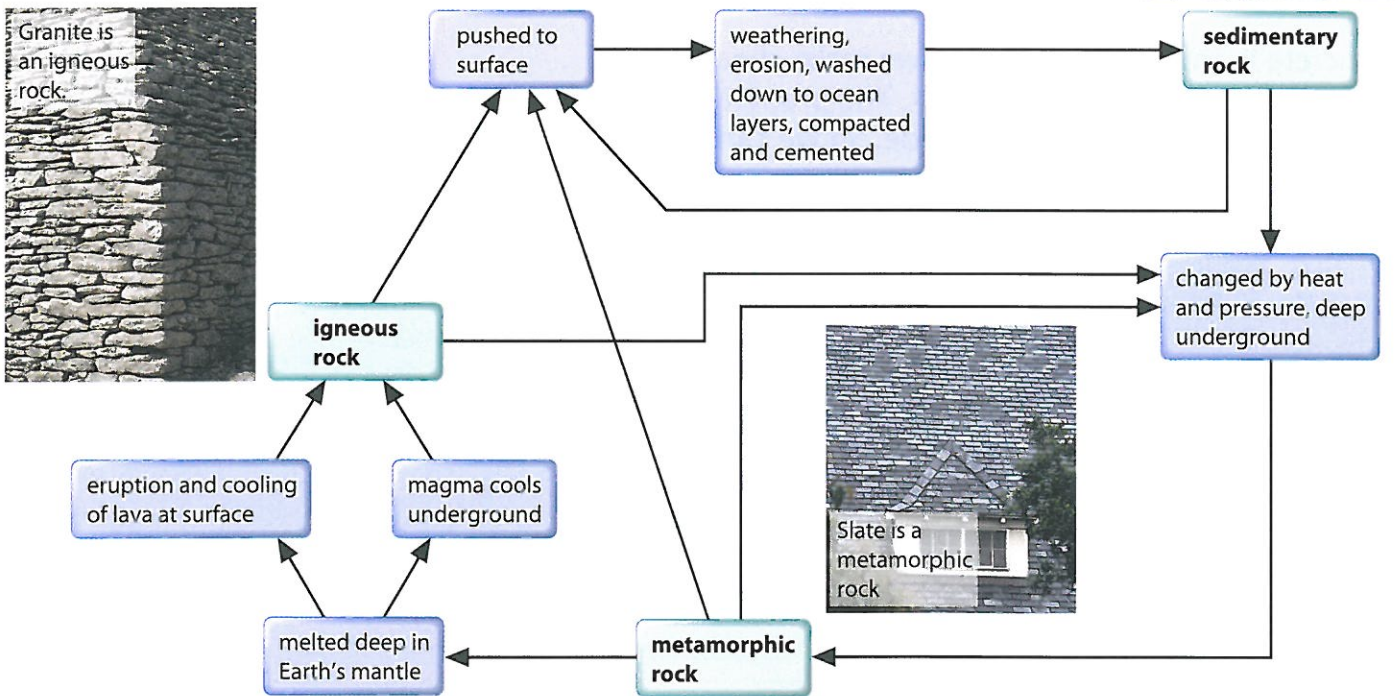 Granite is
an igneous
rock.
pushed to
surface
weathering,
erosion, washed
down to ocean
layers, compacted
and cemented
sedimentary
rock
changed by heat
and pressure, deep
underground
igneous
rock
eruption and cooling
of lava at surface
magma cools
underground
Slate is a
metamorphic
rock
melted deep in
Earth's mantle
metamorphic
rock